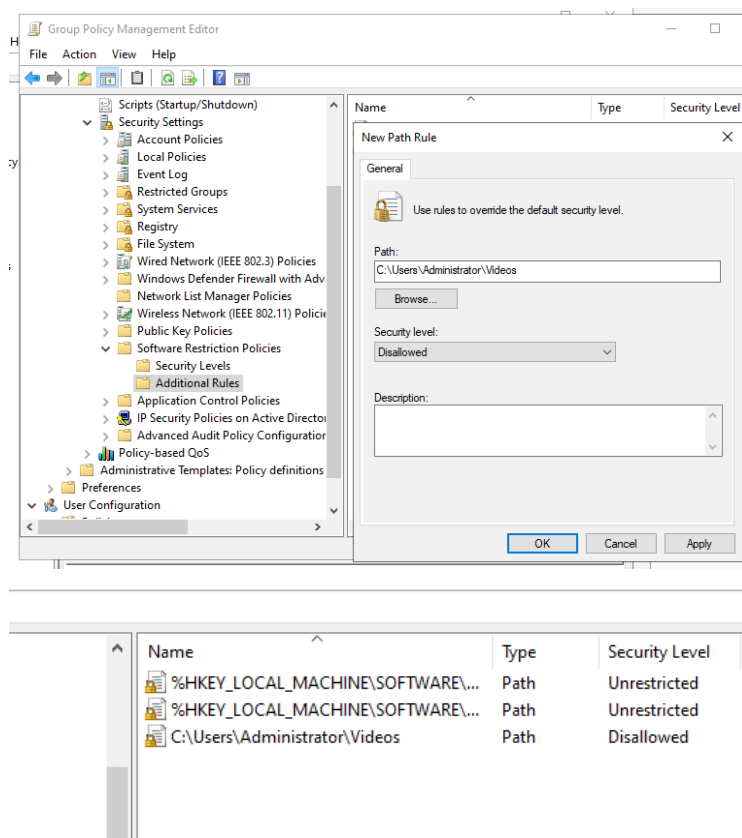 Group Policy Management Editor
H
File Action View Help
Scripts (Startup/Shutdown)
Security Settings
Account Policies
Local Policies
Event Log
Restricted Groups
System Services
Registry
File System
Wired Network (IEEE 802.3) Policies
Windows Defender Firewall with Adv
Network List Manager Policies
Wireless Network (IEEE 802.11) Policie
Public Key Policies
Software Restriction Policies
Security Levels
Additional Rules
Application Control Policies
IP Security Policies on Active Director
Advanced Audit Policy Configuration
Policy-based QoS
Administrative Templates: Policy definitions
Preferences
User Configuration
Name Type Security Level
New Path Rule
General
Use rules to override the default security level.
Path:
C:\Users\Administrator\Videos
Browse...
Security level:
Disallowed
Description:
OK Cancel Apply
Name Type Security Level
%HKEY_LOCAL_MACHINE\SOFTWARE\... Path Unrestricted
%HKEY_LOCAL_MACHINE\SOFTWARE\... Path Unrestricted
C:\Users\Administrator\Videos Path Disallowed